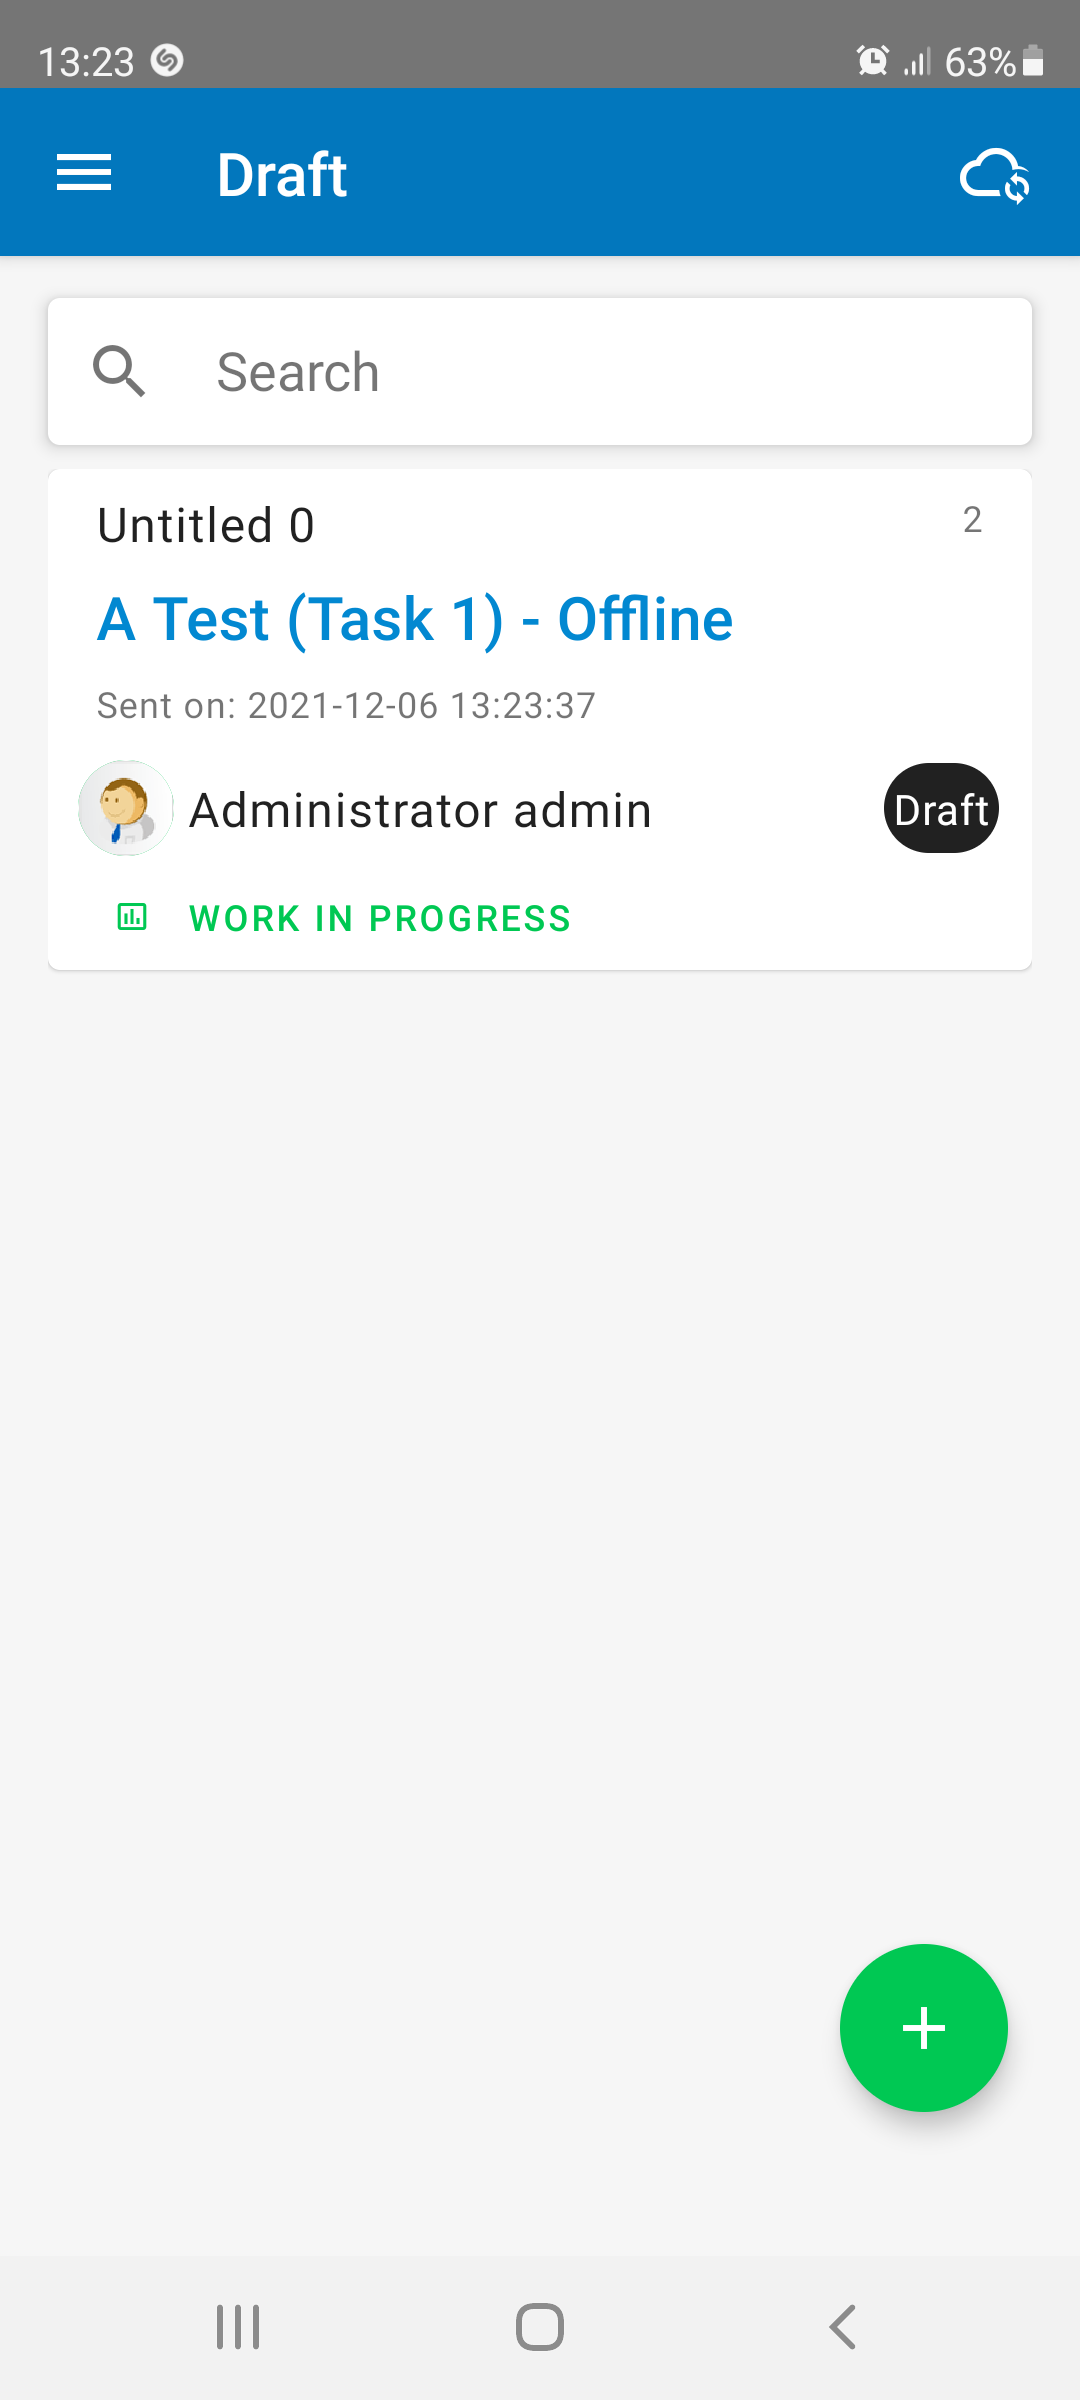 13:23 63%
Draft
Search
Untitled 0 2
A Test (Task 1) - Offline
Sent on: 2021-12-06 13:23:37
Administrator admin Draft
WORK IN PROGRESS